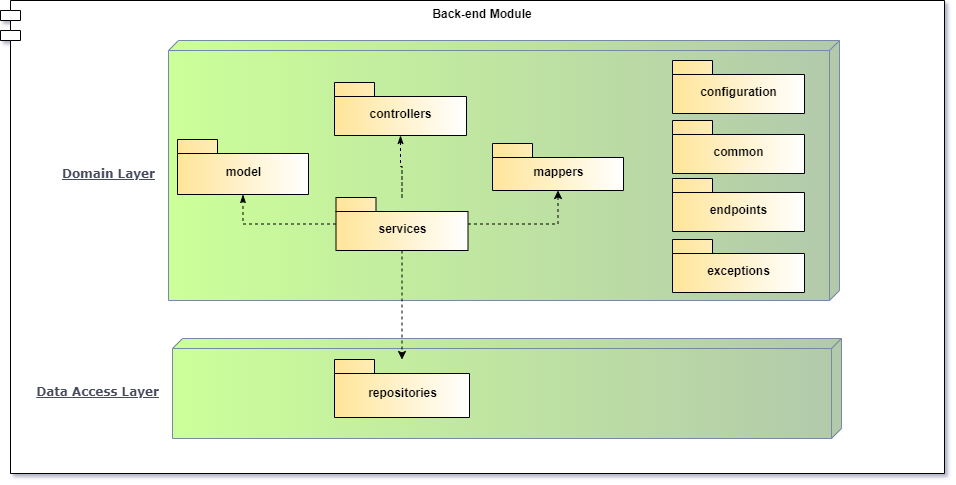 Back-end Module
Domain Layer
controllers
model
mappers
services
configuration
common
endpoints
exceptions
Data Access Layer
repositories